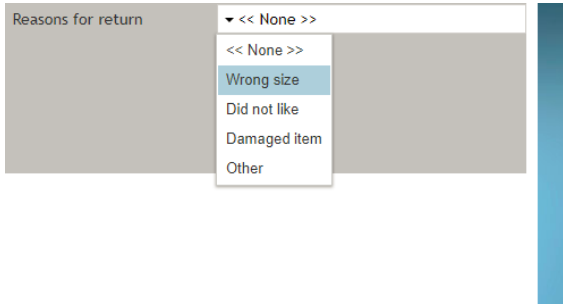 Reasons for return
<< None >>
<< None >>
Wrong size
Did not like
Damaged item
Other